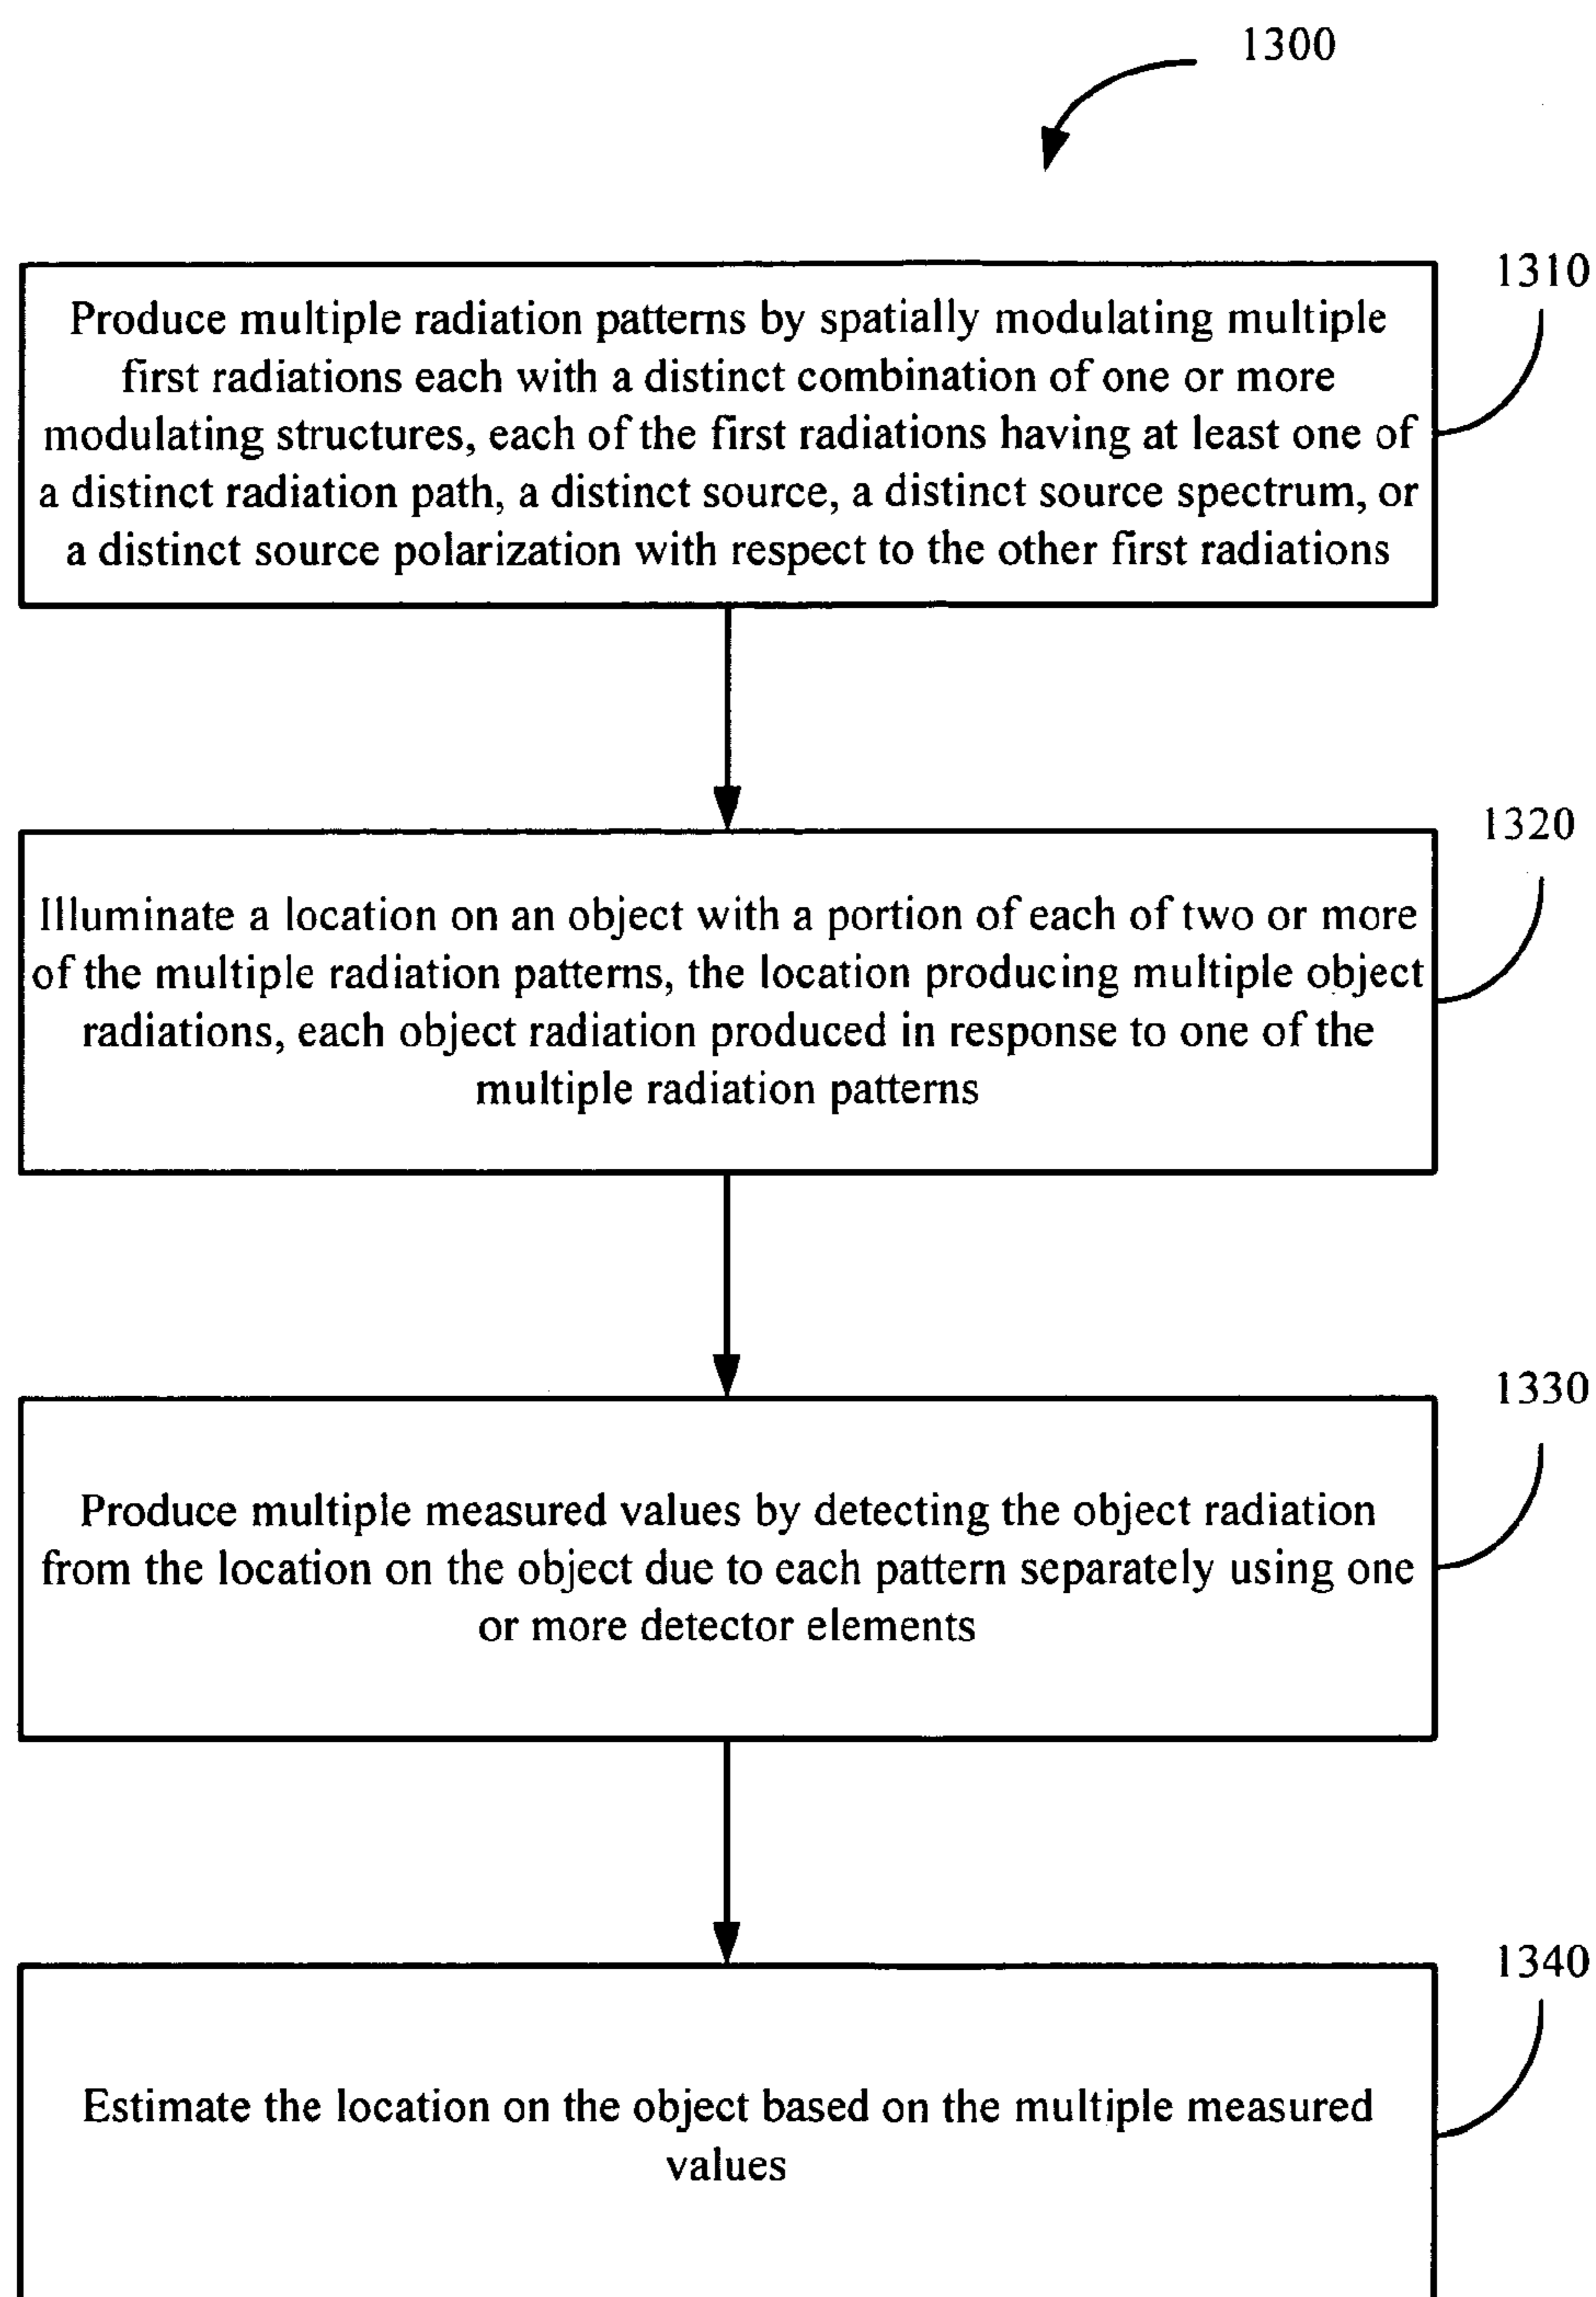 1300
1310
Produce multiple radiation patterns by spatially modulating multiple
first radiations each with a distinct combination of one or more
modulating structures, each of the first radiations having at least one of
a distinct radiation path, a distinct source, a distinct source spectrum, or
a distinct source polarization with respect to the other first radiations
1320
Illuminate a location on an object with a portion of each of two or more
of the multiple radiation patterns, the location producing multiple object
radiations, each object radiation produced in response to one of the
multiple radiation patterns
1330
Produce multiple measured values by detecting the object radiation
from the location on the object due to each pattern separately using one
or more detector elements
1340
Estimate the location on the object based on the multiple measured
values